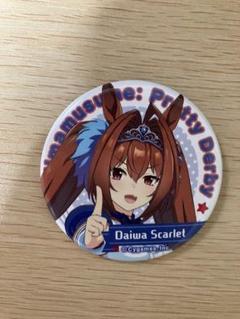 Umamusume: Pretty Derby
Daiwa Scarlet
©Cygames, Inc.